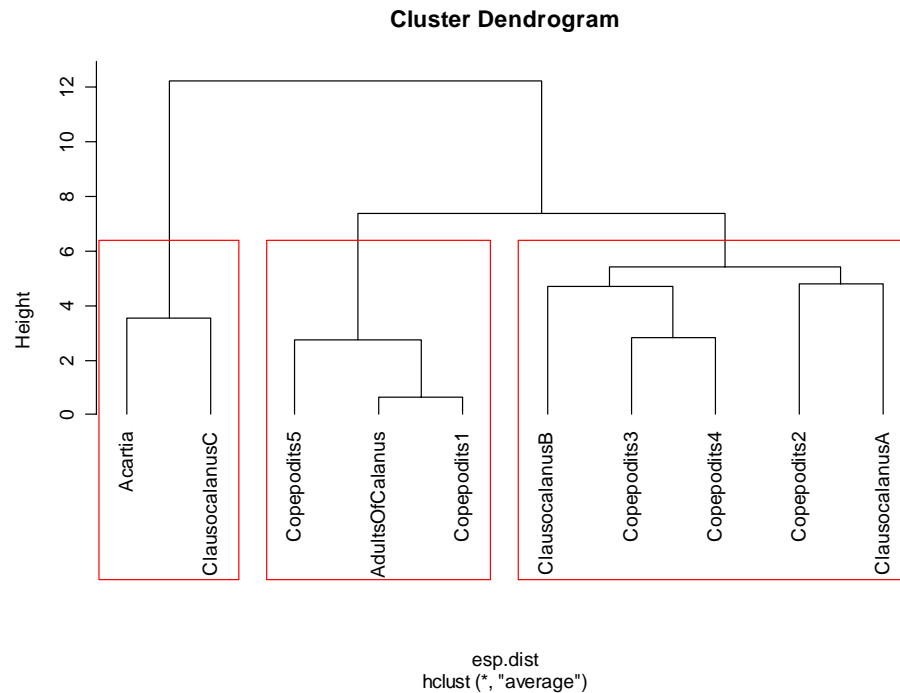 Cluster Dendrogram
Height
0
2
4
6
8
10
12
Acartia
ClausocalanusC
Copepodits5
AdultsOfCalanus
Copepodits1
ClausocalanusB
Copepodits3
Copepodits4
Copepodits2
ClausocalanusA
esp.dist
hclust (*, "average")